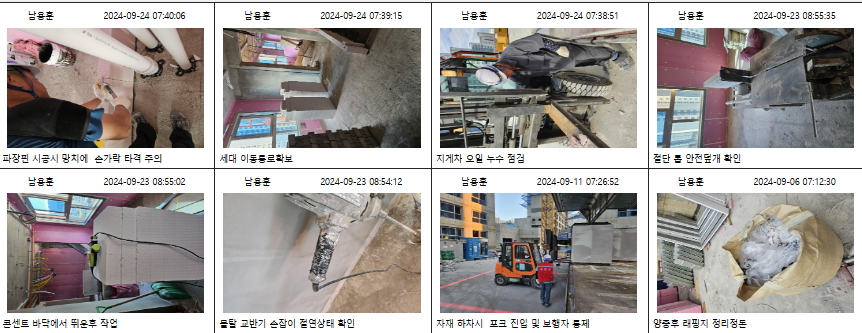 남용훈 2024-09-24 07:40:06
남용훈 2024-09-24 07:39:15
남용훈 2024-09-24 07:38:51
남용훈 2024-09-23 08:55:35
파장핀 시공시 망치에 손가락 타격 주의
세대 이동통로확보
지게차 오일 누수 점검
절단 톱 안전덮개 확인
남용훈 2024-09-23 08:55:02
남용훈 2024-09-23 08:54:12
남용훈 2024-09-11 07:26:52
남용훈 2024-09-06 07:12:30
콘센트 바닥에서 뛰운후 작업
몰탈 교반기 손잡이 절연상태 확인
자재 하차시 포크 진입 및 보행자 통제
양중후 래핑지 정리정돈